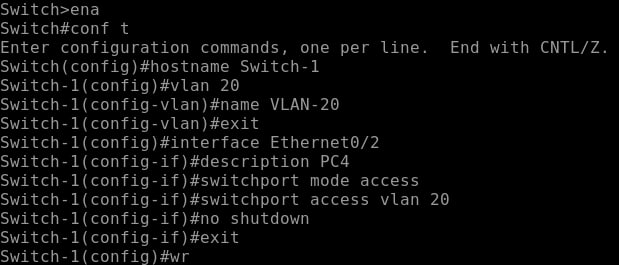 Switch>ena
Switch#conf t
Enter configuration commands, one per line.  End with CNTL/Z.
Switch(config)#hostname Switch-1
Switch-1(config)#vlan 20
Switch-1(config-vlan)#name VLAN-20
Switch-1(config-vlan)#exit
Switch-1(config)#interface Ethernet0/2
Switch-1(config-if)#description PC4
Switch-1(config-if)#switchport mode access
Switch-1(config-if)#switchport access vlan 20
Switch-1(config-if)#no shutdown
Switch-1(config-if)#exit
Switch-1(config)#wr